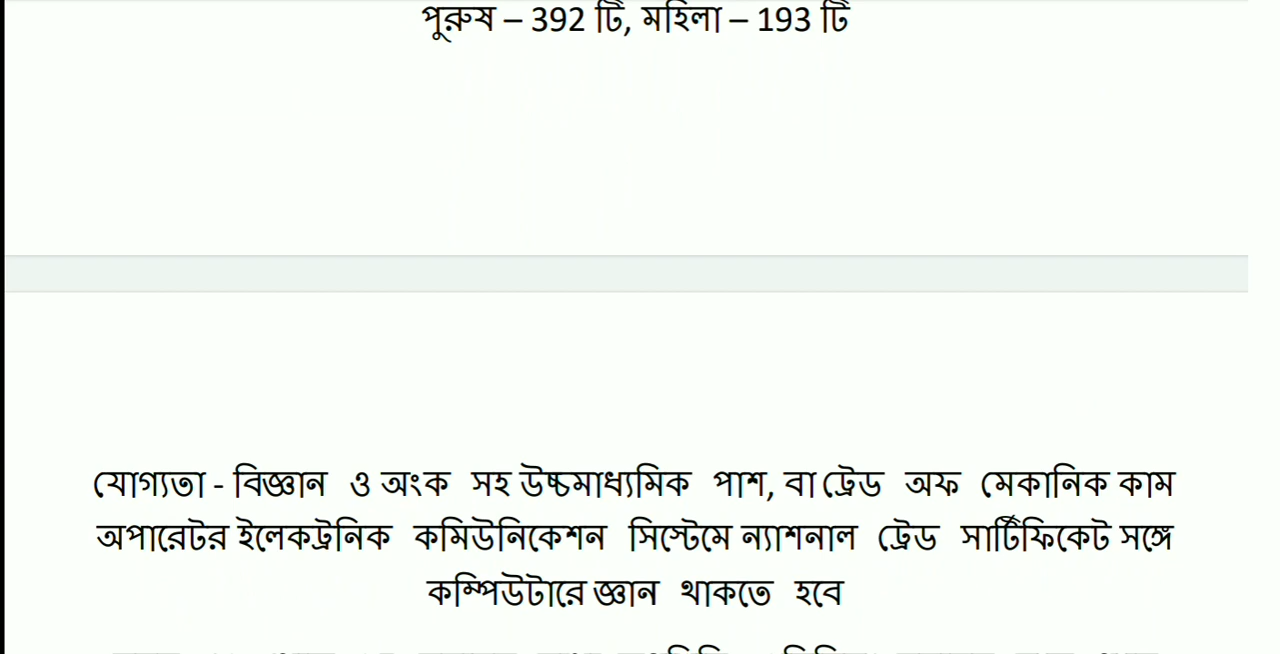 পুরুষ – 392 টি, মহিলা – 193 টি
যোগ্যতা - বিজ্ঞান ও অংক সহ উচ্চমাধ্যমিক পাশ, বা ট্রেড অফ মেকানিক কাম
অপারেটর ইলেকট্রনিক কমিউনিকেশন সিস্টেমে ন্যাশনাল ট্রেড সার্টিফিকেট সঙ্গে
কম্পিউটারে জ্ঞান থাকতে হবে